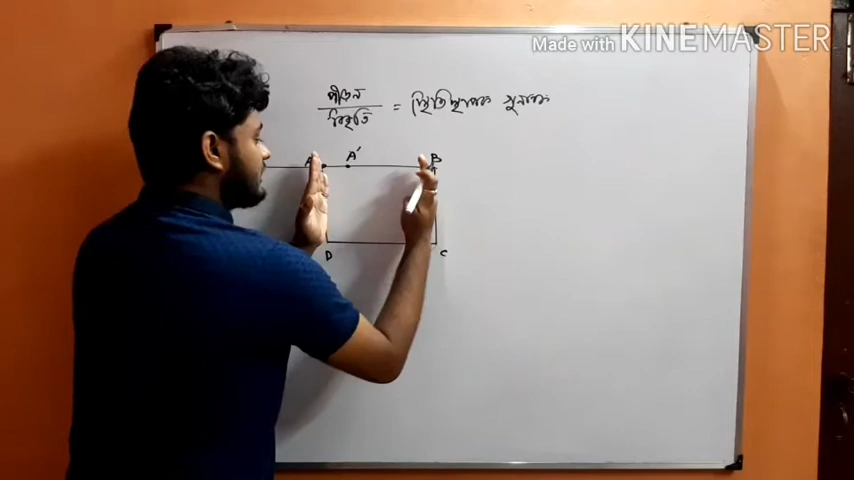 Made with KINEMASTER
পীড়ন
বিকৃতি
= স্থিতিস্থাপক গুনাঙ্ক
A A' B
D C